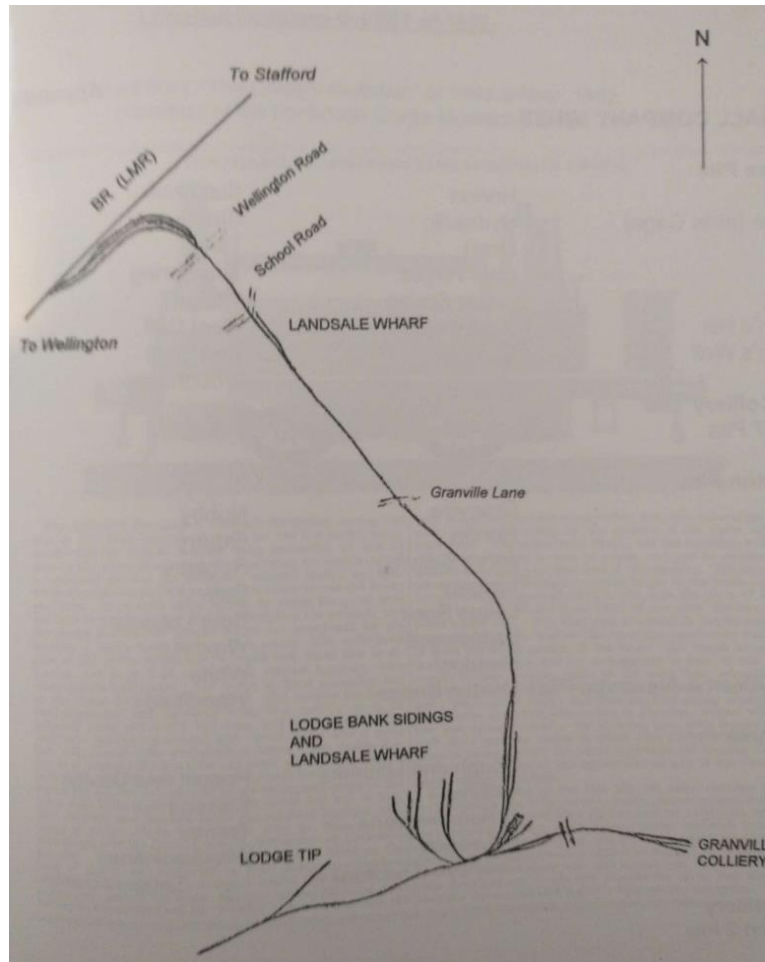 To Stafford
N
BR (LMR)
Wellington Road
School Road
To Wellington
LANDSALE WHARF
Granville Lane
LODGE BANK SIDINGS
AND
LANDSALE WHARF
GRANVILL
COLLIERY
LODGE TIP